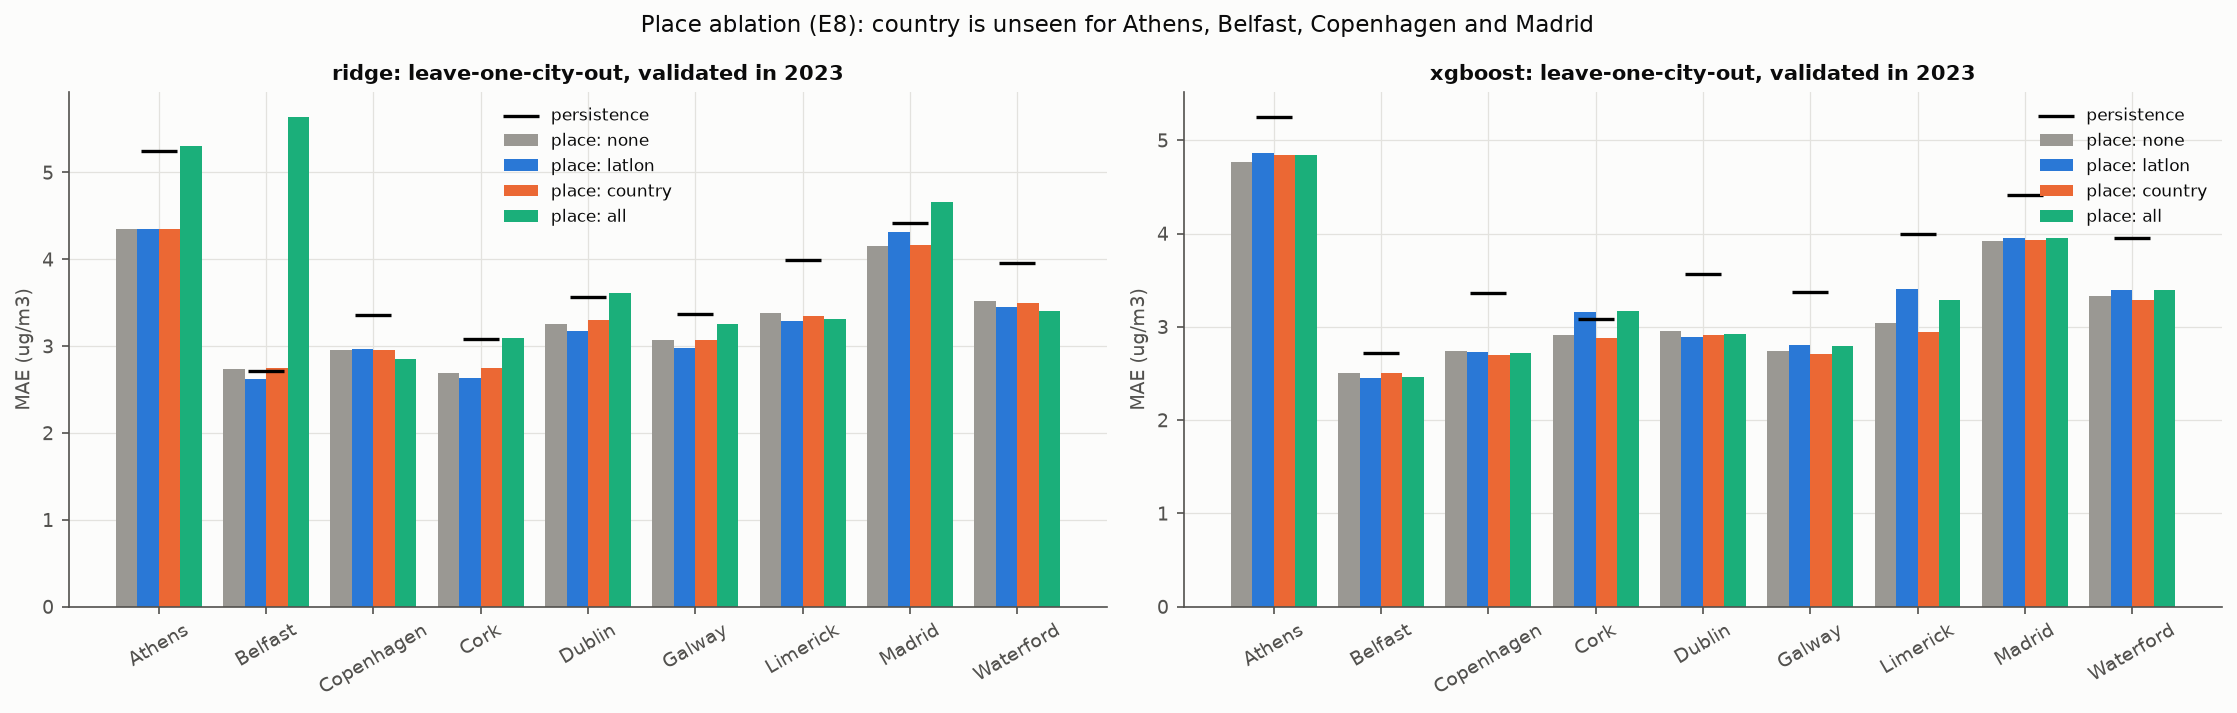 Place ablation (E8): country is unseen for Athens, Belfast, Copenhagen and Madrid
ridge: leave-one-city-out, validated in 2023
persistence
place: none
place: latlon
place: country
place: all
MAE (ug/m3)
5
4
3
2
1
0
Athens
Belfast
Copenhagen
Cork
Dublin
Galway
Limerick
Madrid
Waterford
xgboost: leave-one-city-out, validated in 2023
persistence
place: none
place: latlon
place: country
place: all
MAE (ug/m3)
5
4
3
2
1
0
Athens
Belfast
Copenhagen
Cork
Dublin
Galway
Limerick
Madrid
Waterford